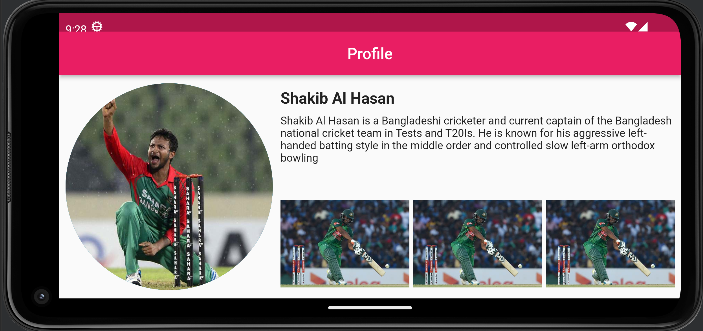 9:28
Profile
Shakib Al Hasan
Shakib Al Hasan is a Bangladeshi cricketer and current captain of the Bangladesh
national cricket team in Tests and T20Is. He is known for his aggressive left-
handed batting style in the middle order and controlled slow left-arm orthodox
bowling